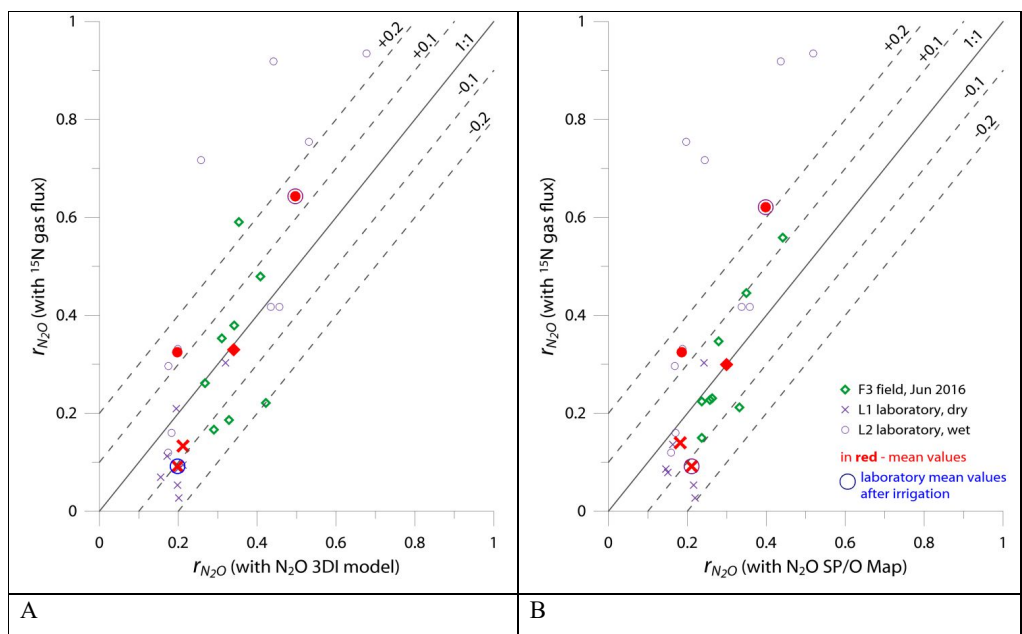 1
0.8
0.6
0.4
0.2
0
0
0.2
0.4
0.6
0.8
1
+0.2
+0.1
1:1
-0.1
-0.2
r_N2O (with ¹⁵N gas flux)
r_N2O (with N₂O 3DI model)
A
1
0.8
0.6
0.4
0.2
0
0
0.2
0.4
0.6
0.8
1
+0.2
+0.1
1:1
-0.1
-0.2
r_N2O (with ¹⁵N gas flux)
F3 field, Jun 2016
L1 laboratory, dry
L2 laboratory, wet
in red - mean values
laboratory mean values
after irrigation
r_N2O (with N₂O SP/O Map)
B